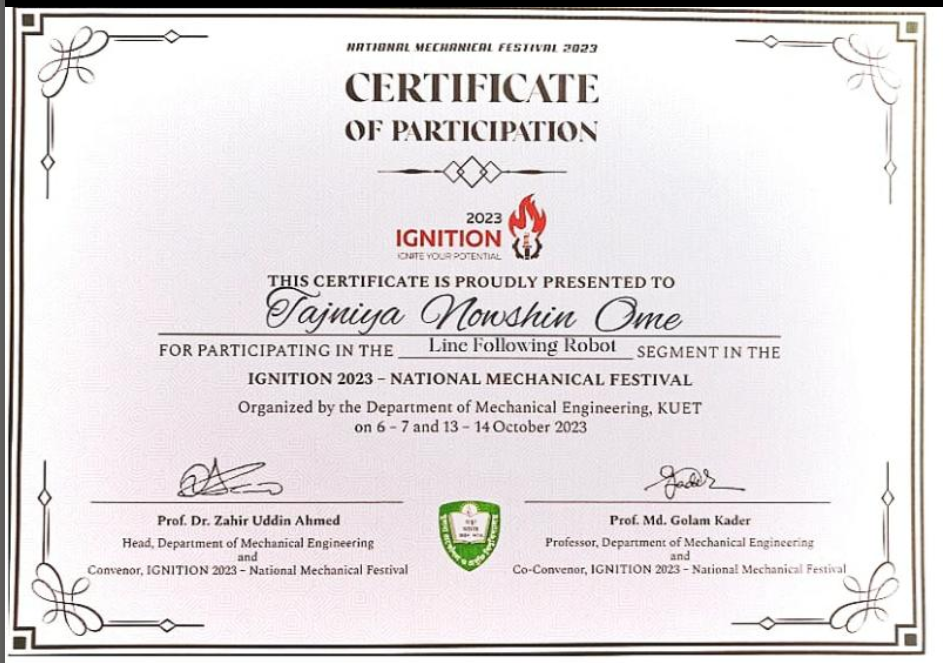 NATIONAL MECHANICAL FESTIVAL 2023
CERTIFICATE
OF PARTICIPATION
2023
IGNITION
IGNITE YOUR POTENTIAL
THIS CERTIFICATE IS PROUDLY PRESENTED TO
Tajniya Nowshin Ome
FOR PARTICIPATING IN THE Line Following Robot SEGMENT IN THE
IGNITION 2023 – NATIONAL MECHANICAL FESTIVAL
Organized by the Department of Mechanical Engineering, KUET
on 6 – 7 and 13 – 14 October 2023
Prof. Dr. Zahir Uddin Ahmed
Head, Department of Mechanical Engineering
and
Convenor, IGNITION 2023 – National Mechanical Festival
Gader
Prof. Md. Golam Kader
Professor, Department of Mechanical Engineering
and
Co-Convenor, IGNITION 2023 – National Mechanical Festival